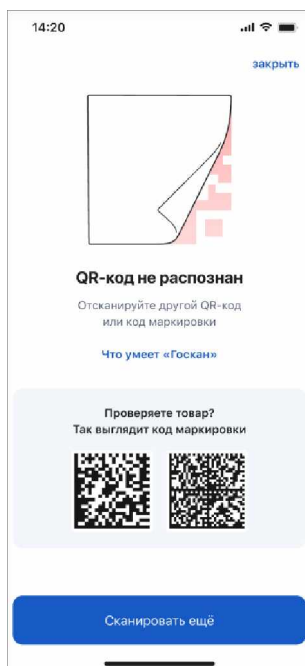 14:20
закрыть
QR-код не распознан
Отсканируйте другой QR-код
или код маркировки
Что умеет «Госкан»
Проверяете товар?
Так выглядит код маркировки
Сканировать ещё